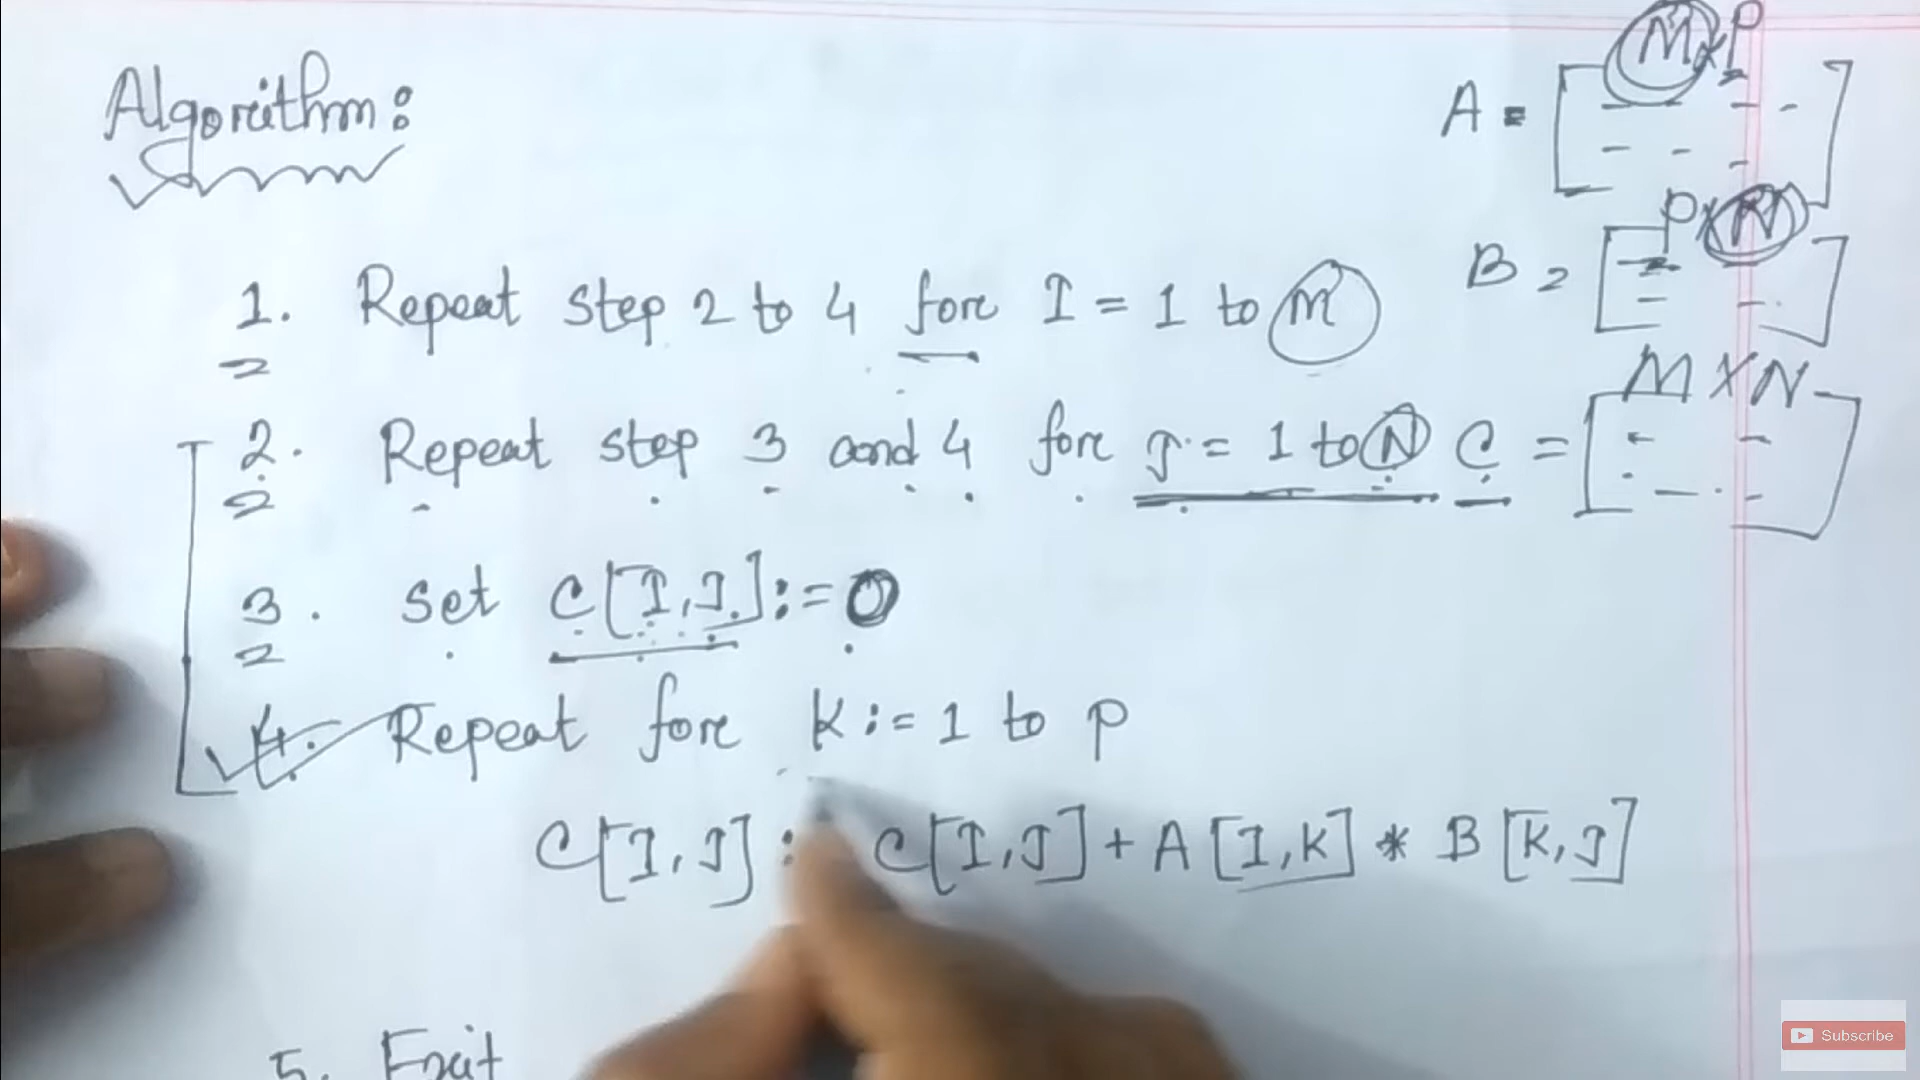 Algorithm:
M x P
A =
P x N
B =
M x N
C =
1. Repeat step 2 to 4 for I = 1 to M
2. Repeat step 3 and 4 for J = 1 to N
3. set C[I,J] := 0
4. Repeat for K := 1 to P
C[I,J] : C[I,J] + A[I,K] * B[K,J]
5. Exit
Subscribe